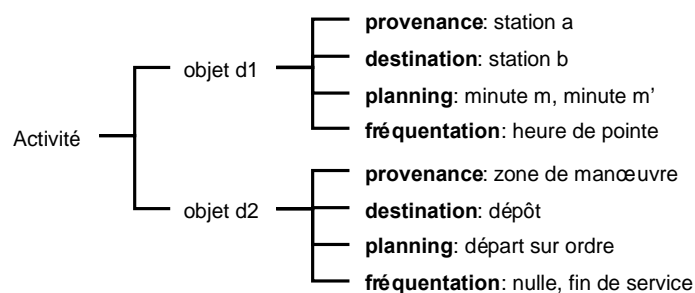 provenance: station a
destination: station b
objet d1
planning: minute m, minute m’
fréquentation: heure de pointe
Activité
provenance: zone de manœuvre
destination: dépôt
objet d2
planning: départ sur ordre
fréquentation: nulle, fin de service